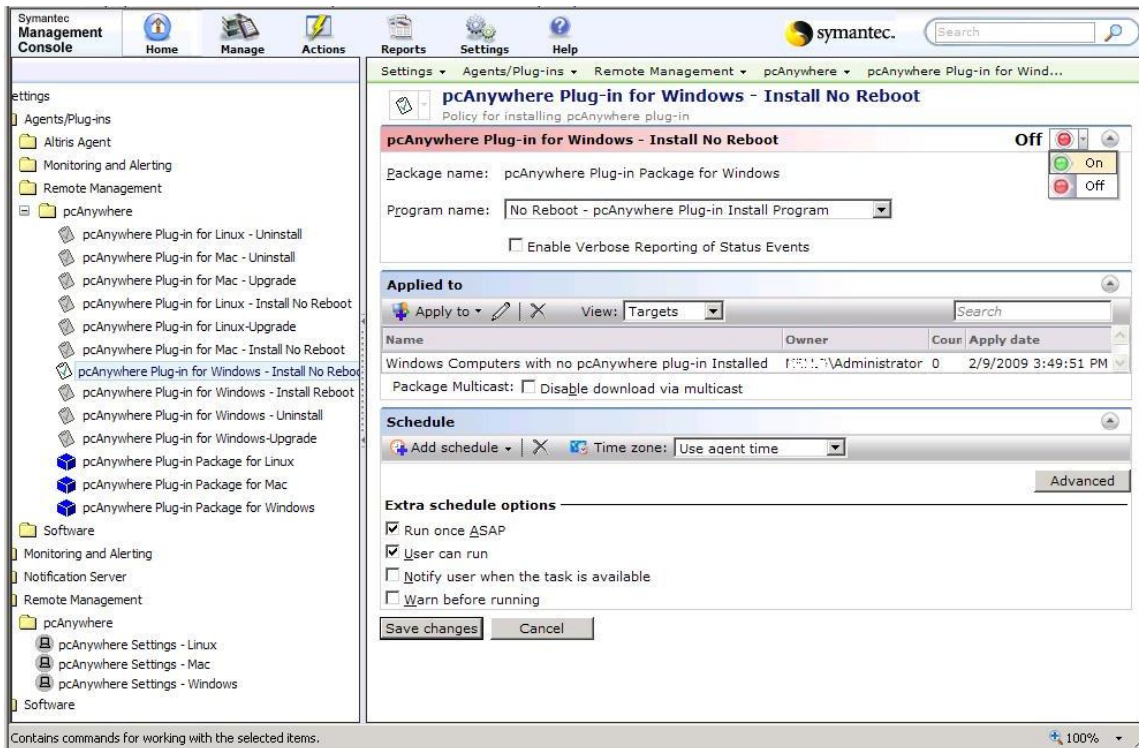 Symantec
Management
Console
Home
Manage
Actions
Reports
Settings
Help
symantec.
Search
Settings Agents/Plug-ins Remote Management pcAnywhere pcAnywhere Plug-in for Wind...
ettings
Agents/Plug-ins
Altiris Agent
Monitoring and Alerting
Remote Management
pcAnywhere
pcAnywhere Plug-in for Linux - Uninstall
pcAnywhere Plug-in for Mac - Uninstall
pcAnywhere Plug-in for Mac - Upgrade
pcAnywhere Plug-in for Linux - Install No Reboot
pcAnywhere Plug-in for Linux-Upgrade
pcAnywhere Plug-in for Mac - Install No Reboot
pcAnywhere Plug-in for Windows - Install No Reboo
pcAnywhere Plug-in for Windows - Install Reboot
pcAnywhere Plug-in for Windows - Uninstall
pcAnywhere Plug-in for Windows-Upgrade
pcAnywhere Plug-in Package for Linux
pcAnywhere Plug-in Package for Mac
pcAnywhere Plug-in Package for Windows
Software
Monitoring and Alerting
Notification Server
Remote Management
pcAnywhere
pcAnywhere Settings - Linux
pcAnywhere Settings - Mac
pcAnywhere Settings - Windows
Software
pcAnywhere Plug-in for Windows - Install No Reboot
Policy for installing pcAnywhere plug-in
pcAnywhere Plug-in for Windows - Install No Reboot
Off
On
Off
Package name: pcAnywhere Plug-in Package for Windows
Program name: No Reboot - pcAnywhere Plug-in Install Program
Enable Verbose Reporting of Status Events
Applied to
Apply to View: Targets Search
Name Owner Cour Apply date
Windows Computers with no pcAnywhere plug-in Installed \Administrator 0 2/9/2009 3:49:51 PM
Package Multicast: Disable download via multicast
Schedule
Add schedule Time zone: Use agent time
Advanced
Extra schedule options
Run once ASAP
User can run
Notify user when the task is available
Warn before running
Save changes Cancel
Contains commands for working with the selected items. 100%